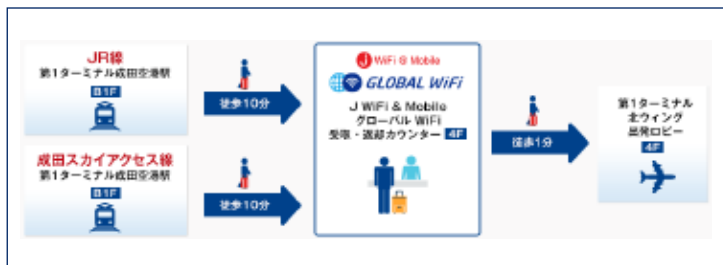 JR線
第1ターミナル成田空港駅
B1F
徒歩10分
成田スカイアクセス線
第1ターミナル成田空港駅
B1F
徒歩10分
J WiFi & Mobile
GLOBAL WiFi
J WiFi & Mobile
グローバル WiFi
受取・返却カウンター 4F
徒歩1分
第1ターミナル
北ウィング
出発ロビー
4F